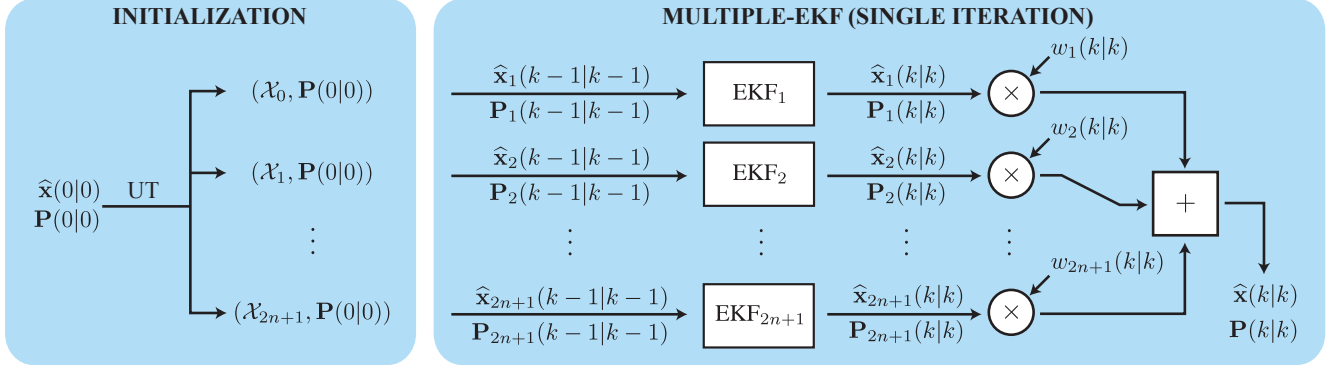 INITIALIZATION
x̂(0|0)
P(0|0)
UT
(𝒳₀, P(0|0))
(𝒳₁, P(0|0))
⋮
(𝒳₂ₙ₊₁, P(0|0))
MULTIPLE-EKF (SINGLE ITERATION)
x̂₁(k − 1|k − 1)
P₁(k − 1|k − 1)
EKF₁
x̂₁(k|k)
P₁(k|k)
×
w₁(k|k)
x̂₂(k − 1|k − 1)
P₂(k − 1|k − 1)
EKF₂
x̂₂(k|k)
P₂(k|k)
×
w₂(k|k)
+
⋮ ⋮ ⋮ ⋮
x̂₂ₙ₊₁(k − 1|k − 1)
P₂ₙ₊₁(k − 1|k − 1)
EKF₂ₙ₊₁
x̂₂ₙ₊₁(k|k)
P₂ₙ₊₁(k|k)
×
w₂ₙ₊₁(k|k)
x̂(k|k)
P(k|k)